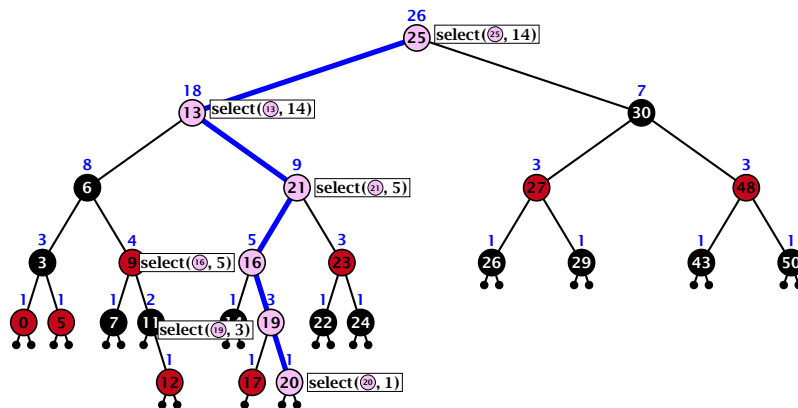 26
25 select(25, 14)
18 7
13 select(13, 14) 30
8 9 3 3
6 21 select(21, 5) 27 48
3 4 5 3 1 1 1 1
3 9 select(16, 5) 16 23 26 29 43 50
1 1 1 2 1 3 1 1
0 5 7 11 19 22 24
select(19, 3)
1 1 1
12 17 20 select(20, 1)